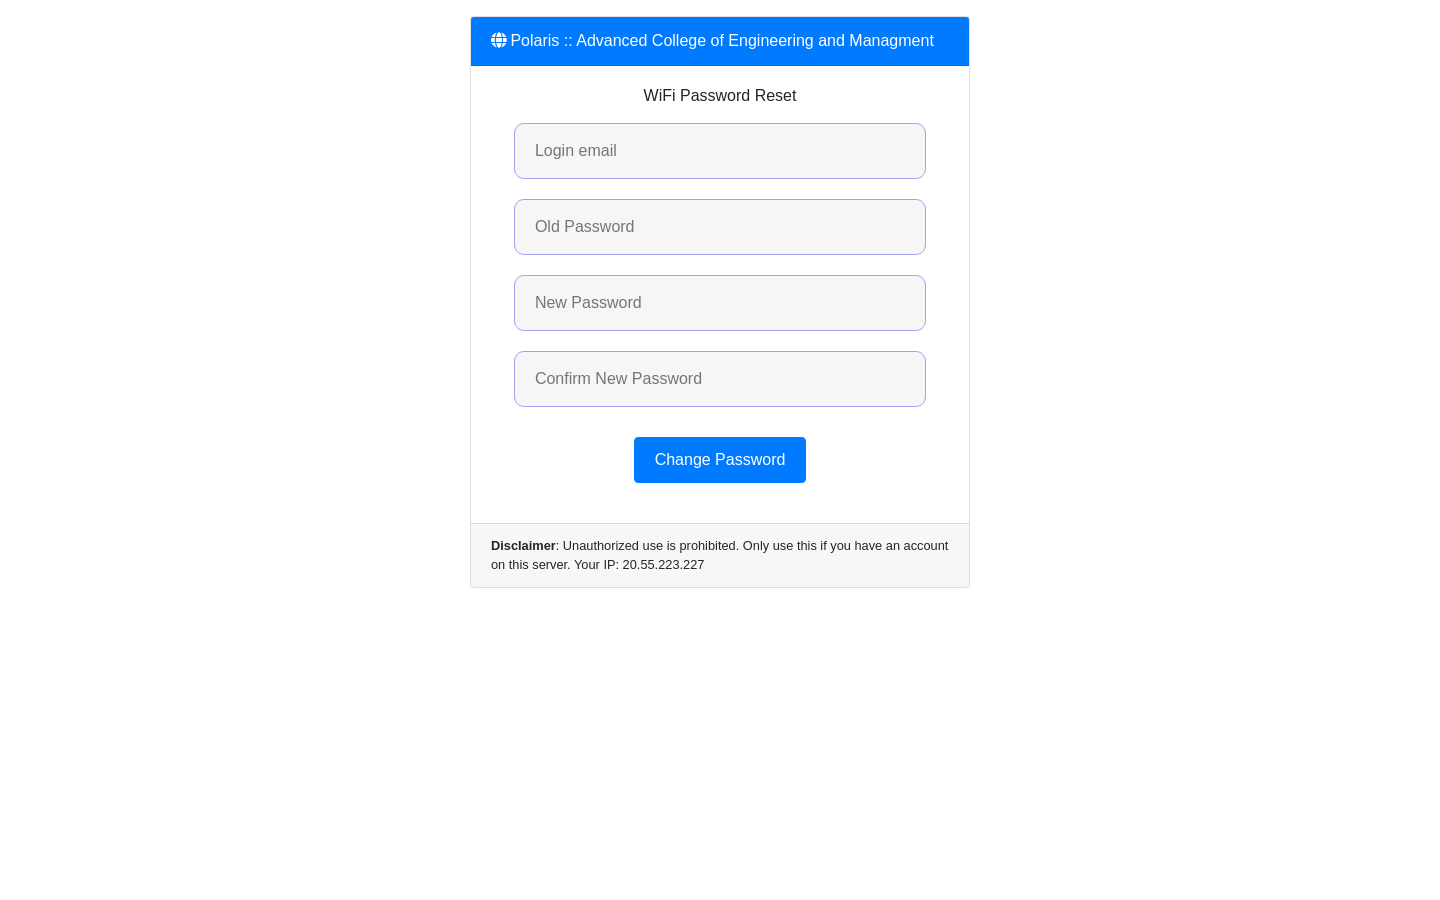 Polaris :: Advanced College of Engineering and Managment
WiFi Password Reset
Login email
Old Password
New Password
Confirm New Password
Change Password
Disclaimer: Unauthorized use is prohibited. Only use this if you have an account
on this server. Your IP: 20.55.223.227